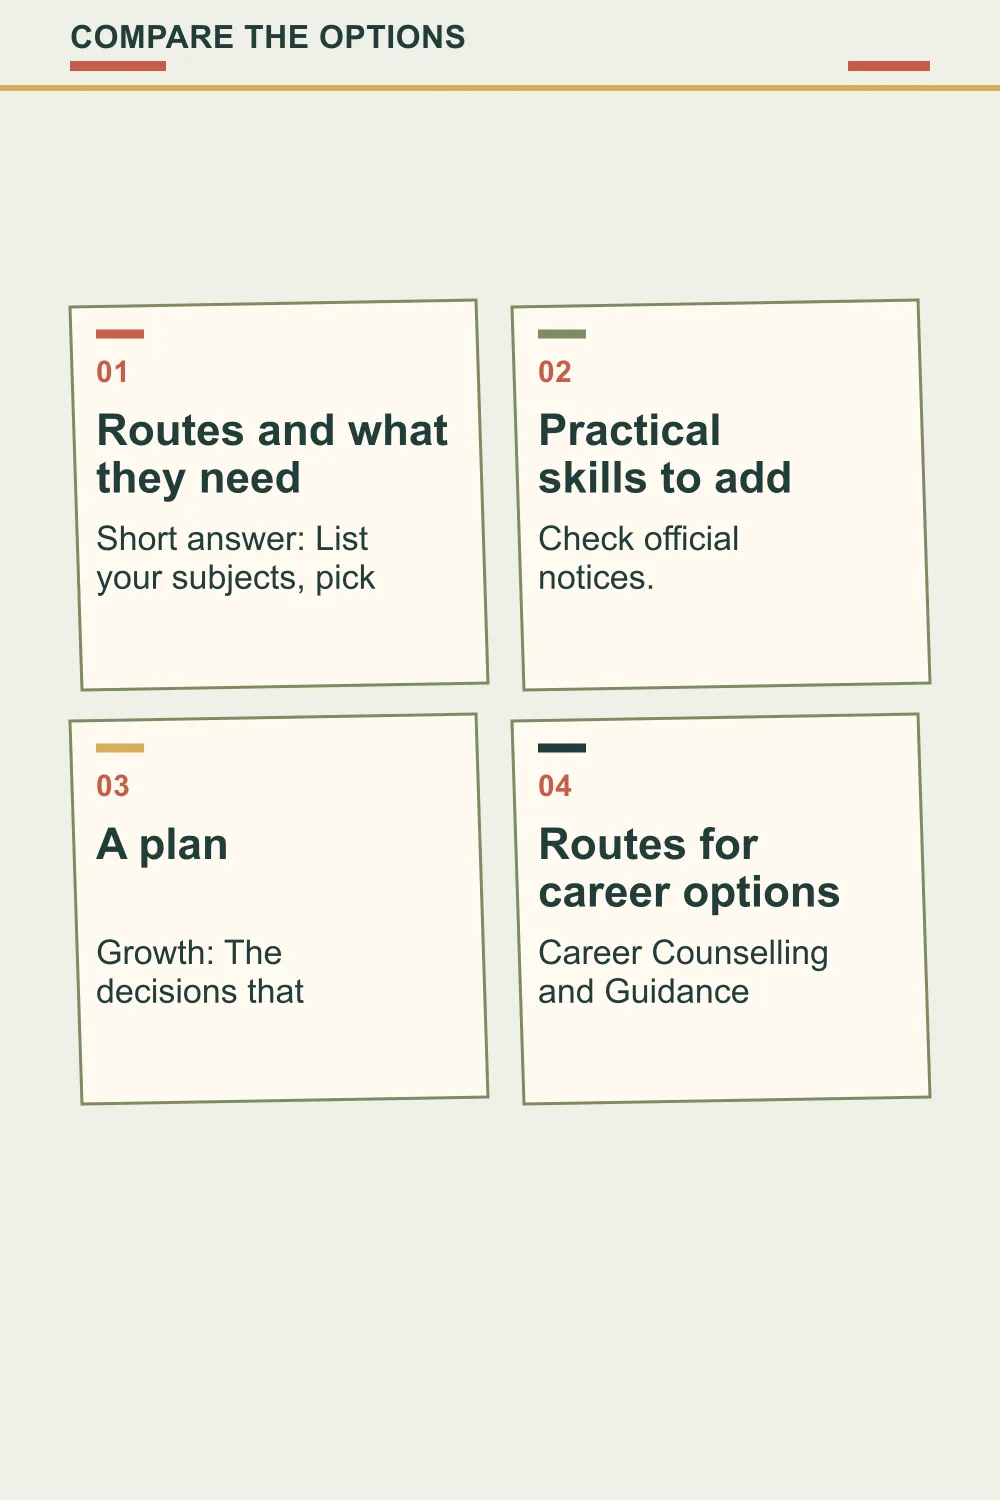 COMPARE THE OPTIONS
01
Routes and what
they need
Short answer: List
your subjects, pick
02
Practical
skills to add
Check official
notices.
03
A plan
Growth: The
decisions that
04
Routes for
career options
Career Counselling
and Guidance